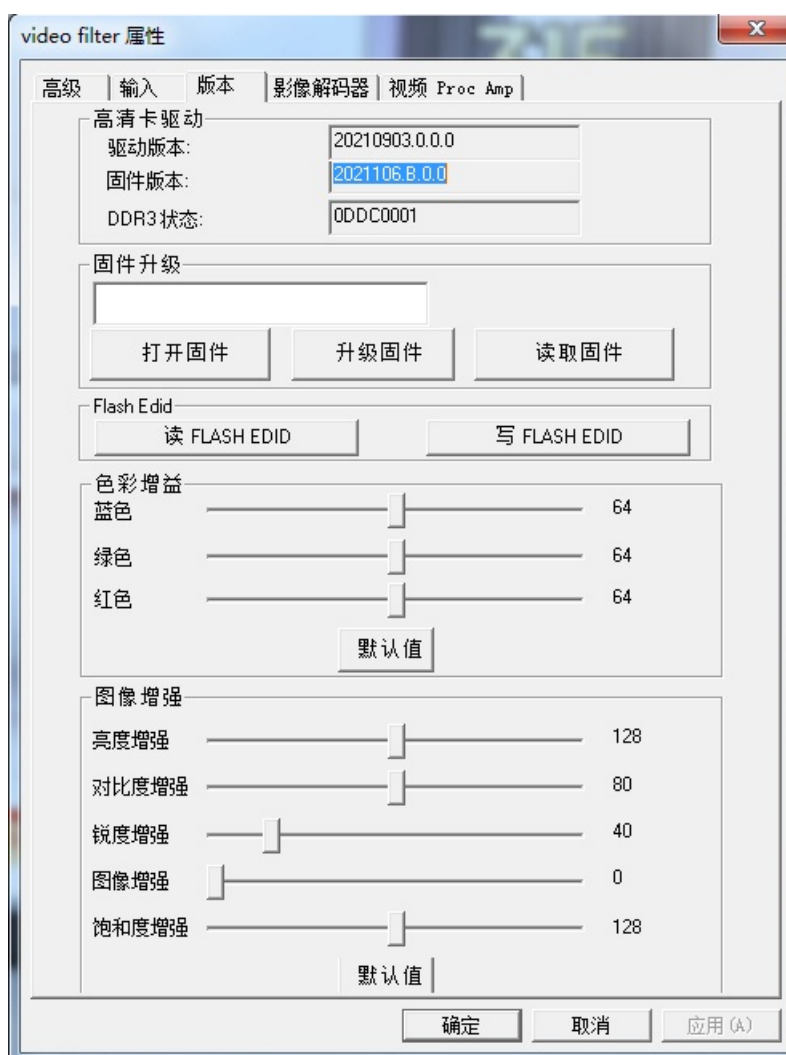 video filter 属性
高级 输入 版本 影像解码器 视频 Proc Amp
高清卡驱动
驱动版本: 20210903.0.0.0
固件版本: 2021106.B.0.0
DDR3状态: 0DDC0001
固件升级
打开固件 升级固件 读取固件
Flash Edid
读 FLASH EDID 写 FLASH EDID
色彩增益
蓝色 64
绿色 64
红色 64
默认值
图像增强
亮度增强 128
对比度增强 80
锐度增强 40
图像增强 0
饱和度增强 128
默认值
确定 取消 应用(A)